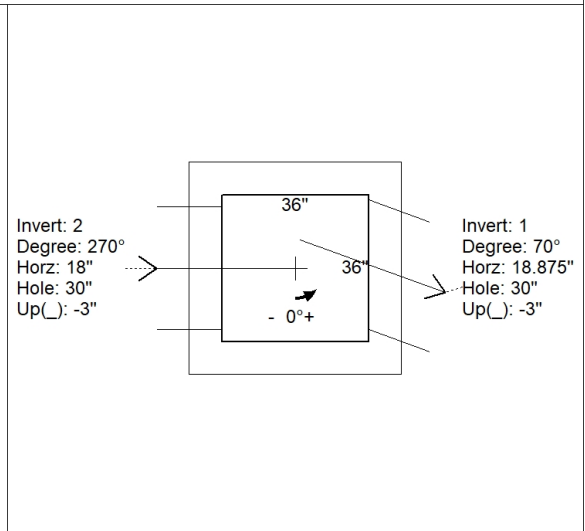 36"
Invert: 2
Degree: 270°
Horz: 18"
Hole: 30"
Up(_): -3"
36"
Invert: 1
Degree: 70°
Horz: 18.875"
Hole: 30"
Up(_): -3"
- 0°+